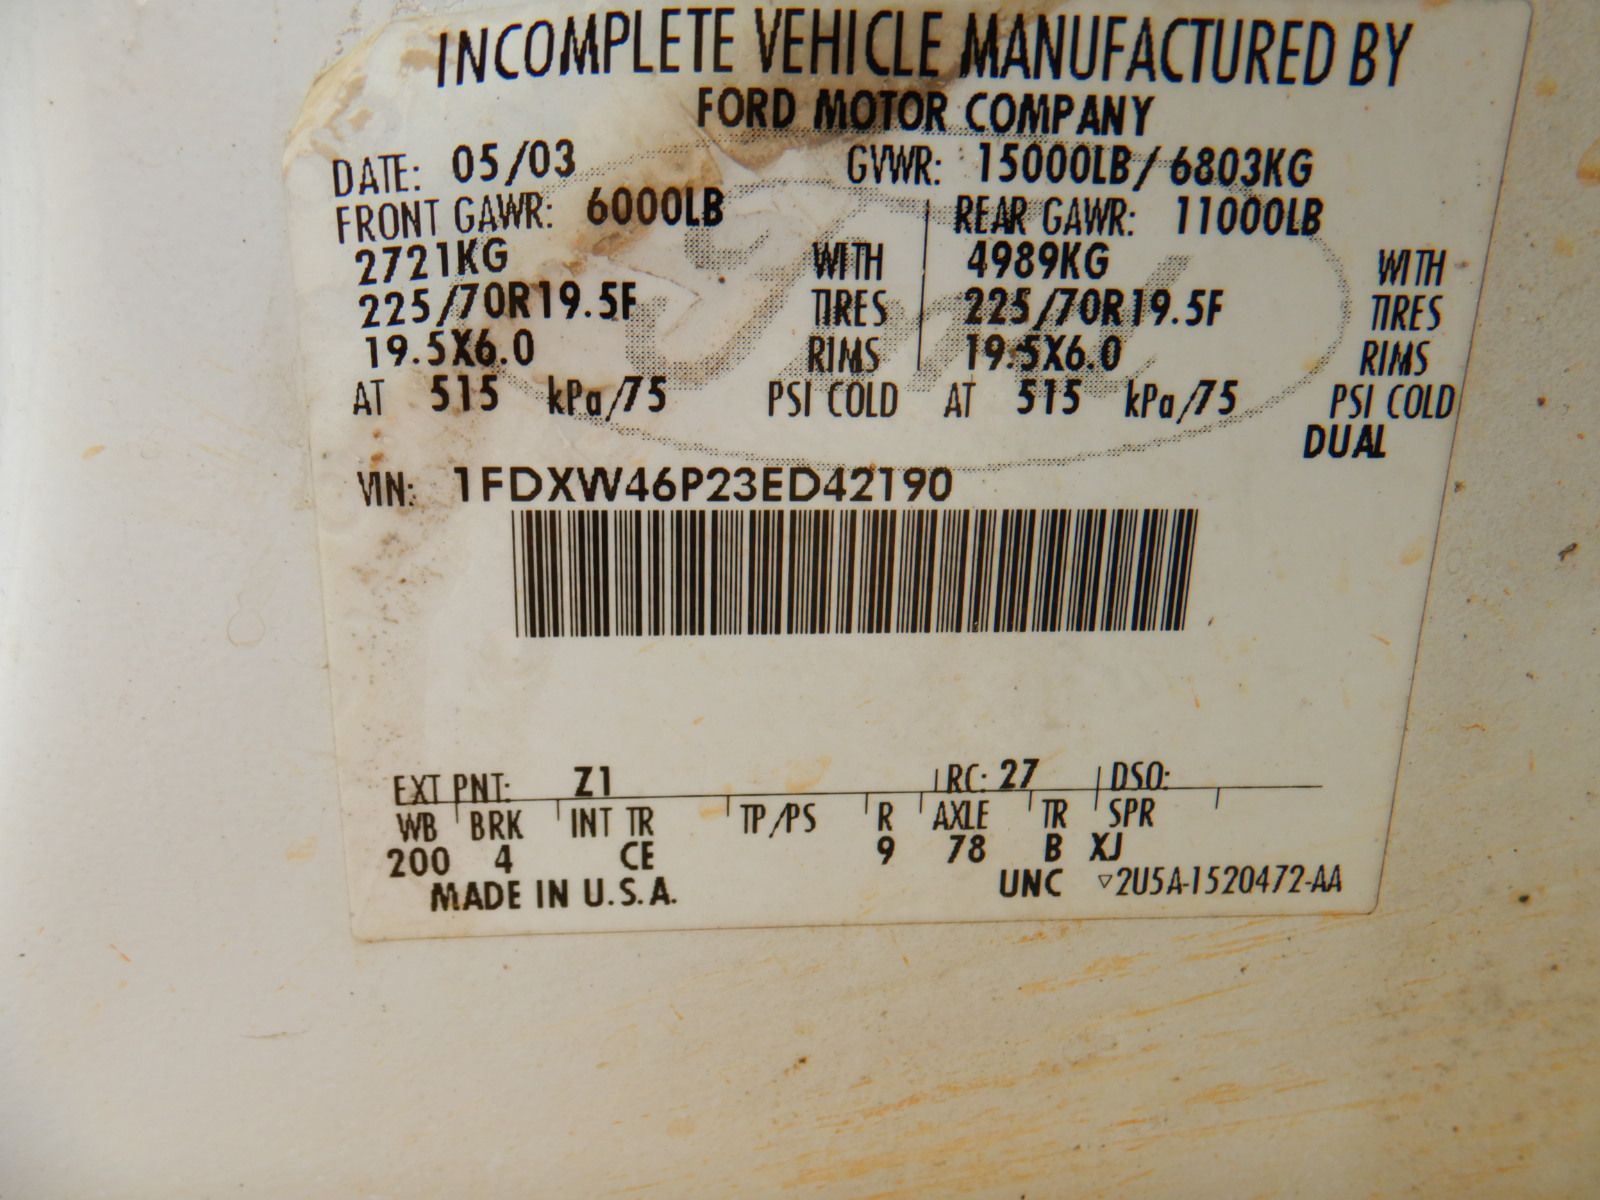 INCOMPLETE VEHICLE MANUFACTURED BY
FORD MOTOR COMPANY
DATE: 05/03 GVWR: 15000LB/ 6803KG
FRONT GAWR: 6000LB REAR GAWR: 11000LB
2721KG WITH 4989KG WITH
225/70R19.5F TIRES 225/70R19.5F TIRES
19.5X6.0 RIMS 19.5X6.0 RIMS
AT 515 kPa/75 PSI COLD AT 515 kPa/75 PSI COLD
DUAL
VIN: 1FDXW46P23ED42190
EXT PNT: Z1 RC: 27 DSO:
WB BRK INT TR TP/PS R AXLE TR SPR
200 4 CE 9 78 B XJ
MADE IN U.S.A. UNC ▽2U5A-1520472-AA